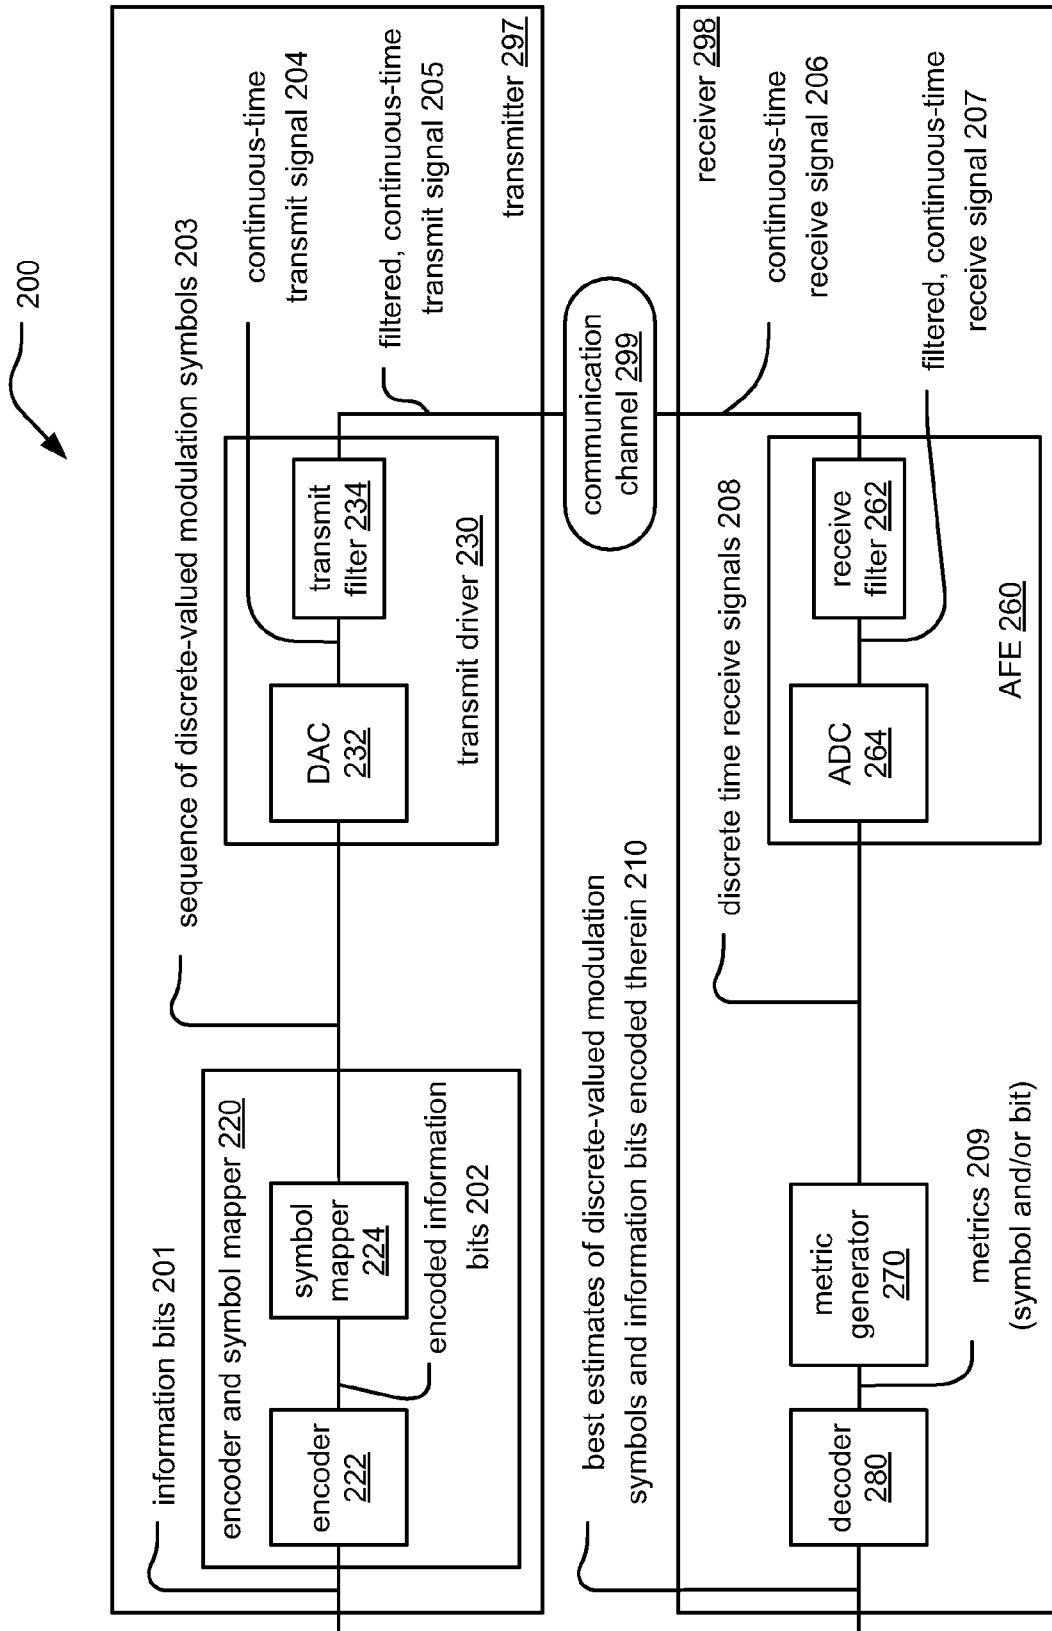 200
information bits 201
encoder and symbol mapper 220
encoder
222
symbol
mapper
224
encoded information
bits 202
sequence of discrete-valued modulation symbols 203
DAC
232
transmit
filter 234
transmit driver 230
continuous-time
transmit signal 204
filtered, continuous-time
transmit signal 205
transmitter 297
communication
channel 299
best estimates of discrete-valued modulation
symbols and information bits encoded therein 210
decoder
280
metric
generator
270
metrics 209
(symbol and/or bit)
discrete time receive signals 208
ADC
264
receive
filter 262
AFE 260
receiver 298
continuous-time
receive signal 206
filtered, continuous-time
receive signal 207